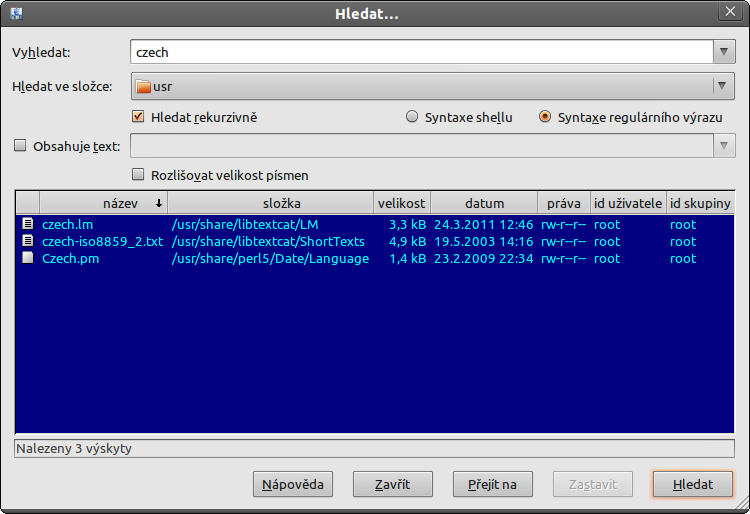 Hledat...
Vyhledat: czech
Hledat ve složce: usr
Hledat rekurzivně Syntaxe shellu Syntaxe regulárního výrazu
Obsahuje text:
Rozlišovat velikost písmen
název složka velikost datum práva id uživatele id skupiny
czech.lm /usr/share/libtextcat/LM 3,3 kB 24.3.2011 12:46 rw-r--r-- root root
czech-iso8859_2.txt /usr/share/libtextcat/ShortTexts 4,9 kB 19.5.2003 14:16 rw-r--r-- root root
Czech.pm /usr/share/perl5/Date/Language 1,4 kB 23.2.2009 22:34 rw-r--r-- root root
Nalezeny 3 výskyty
Nápověda Zavřít Přejít na Zastavit Hledat